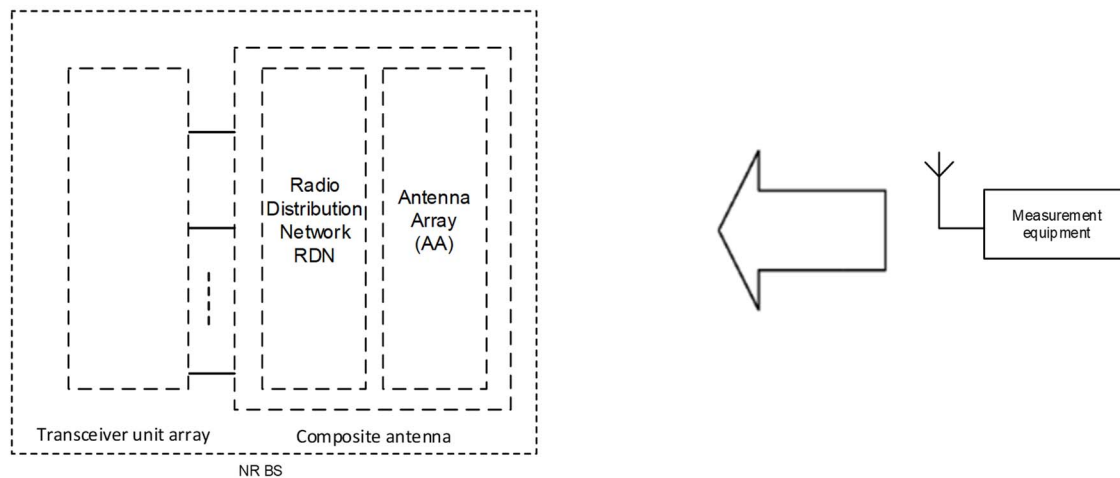 Radio
Distribution
Network
RDN
Antenna
Array
(AA)
Measurement
equipment
Transceiver unit array
Composite antenna
NR BS